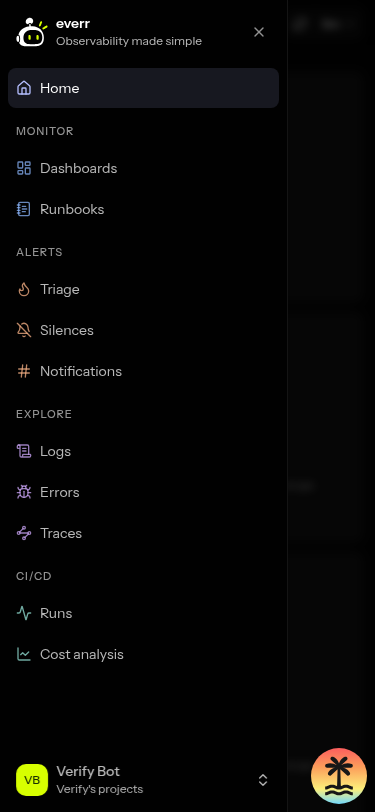 everr
Observability made simple
Home
MONITOR
Dashboards
Runbooks
ALERTS
Triage
Silences
Notifications
EXPLORE
Logs
Errors
Traces
CI/CD
Runs
Cost analysis
VB
Verify Bot
Verify's projects